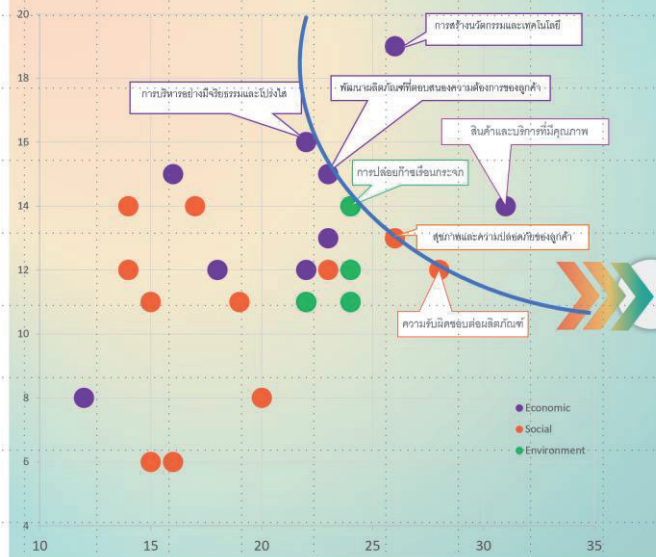 20
การสร้างนวัตกรรมและเทคโนโลยี
18
การบริหารอย่างมีจริยธรรมและโปร่งใส
พัฒนาผลิตภัณฑ์ที่ตอบสนองความต้องการของลูกค้า
16
สินค้าและบริการที่มีคุณภาพ
การปล่อยก๊าซเรือนกระจก
14
สุขภาพและความปลอดภัยของลูกค้า
12
ความรับผิดชอบต่อผลิตภัณฑ์
10
8
Economic
Social
6
Environment
4
10 15 20 25 30 35